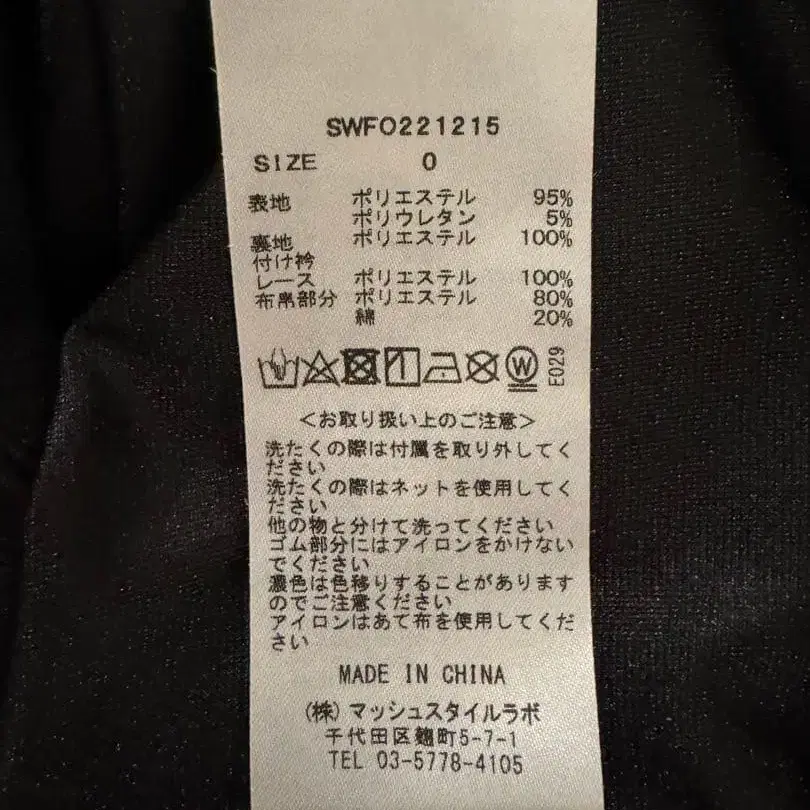 SWFO221215
SIZE 0
表地 ポリエステル 95%
ポリウレタン 5%
裏地 ポリエステル 100%
付け衿
レース ポリエステル 100%
布帛部分 ポリエステル 80%
綿 20%
W E029
<お取り扱い上のご注意>
洗たくの際は付属を取り外してく
ださい
洗たくの際はネットを使用してく
ださい
他の物と分けて洗ってください
ゴム部分にはアイロンをかけない
でください
濃色は色移りすることがあります
のでご注意ください
アイロンはあて布を使用してくだ
さい
MADE IN CHINA
(株)マッシュスタイルラボ
千代田区麹町5-7-1
TEL 03-5778-4105